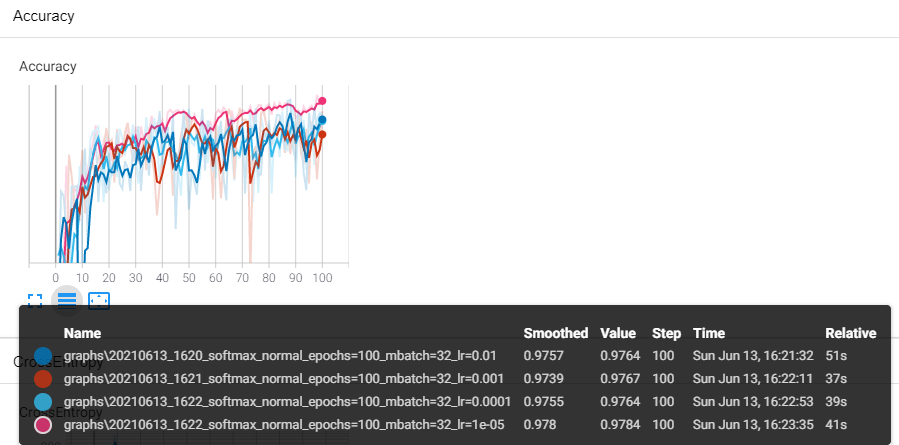 Accuracy
Accuracy
0 10 20 30 40 50 60 70 80 90 100
Name Smoothed Value Step Time Relative
graphs\20210613_1620_softmax_normal_epochs=100_mbatch=32_lr=0.01 0.9757 0.9764 100 Sun Jun 13, 16:21:32 51s
CrossEntropy
graphs\20210613_1621_softmax_normal_epochs=100_mbatch=32_lr=0.001 0.9739 0.9767 100 Sun Jun 13, 16:22:11 37s
graphs\20210613_1622_softmax_normal_epochs=100_mbatch=32_lr=0.0001 0.9755 0.9764 100 Sun Jun 13, 16:22:53 39s
CrossEntropy
graphs\20210613_1622_softmax_normal_epochs=100_mbatch=32_lr=1e-05 0.978 0.9784 100 Sun Jun 13, 16:23:35 41s